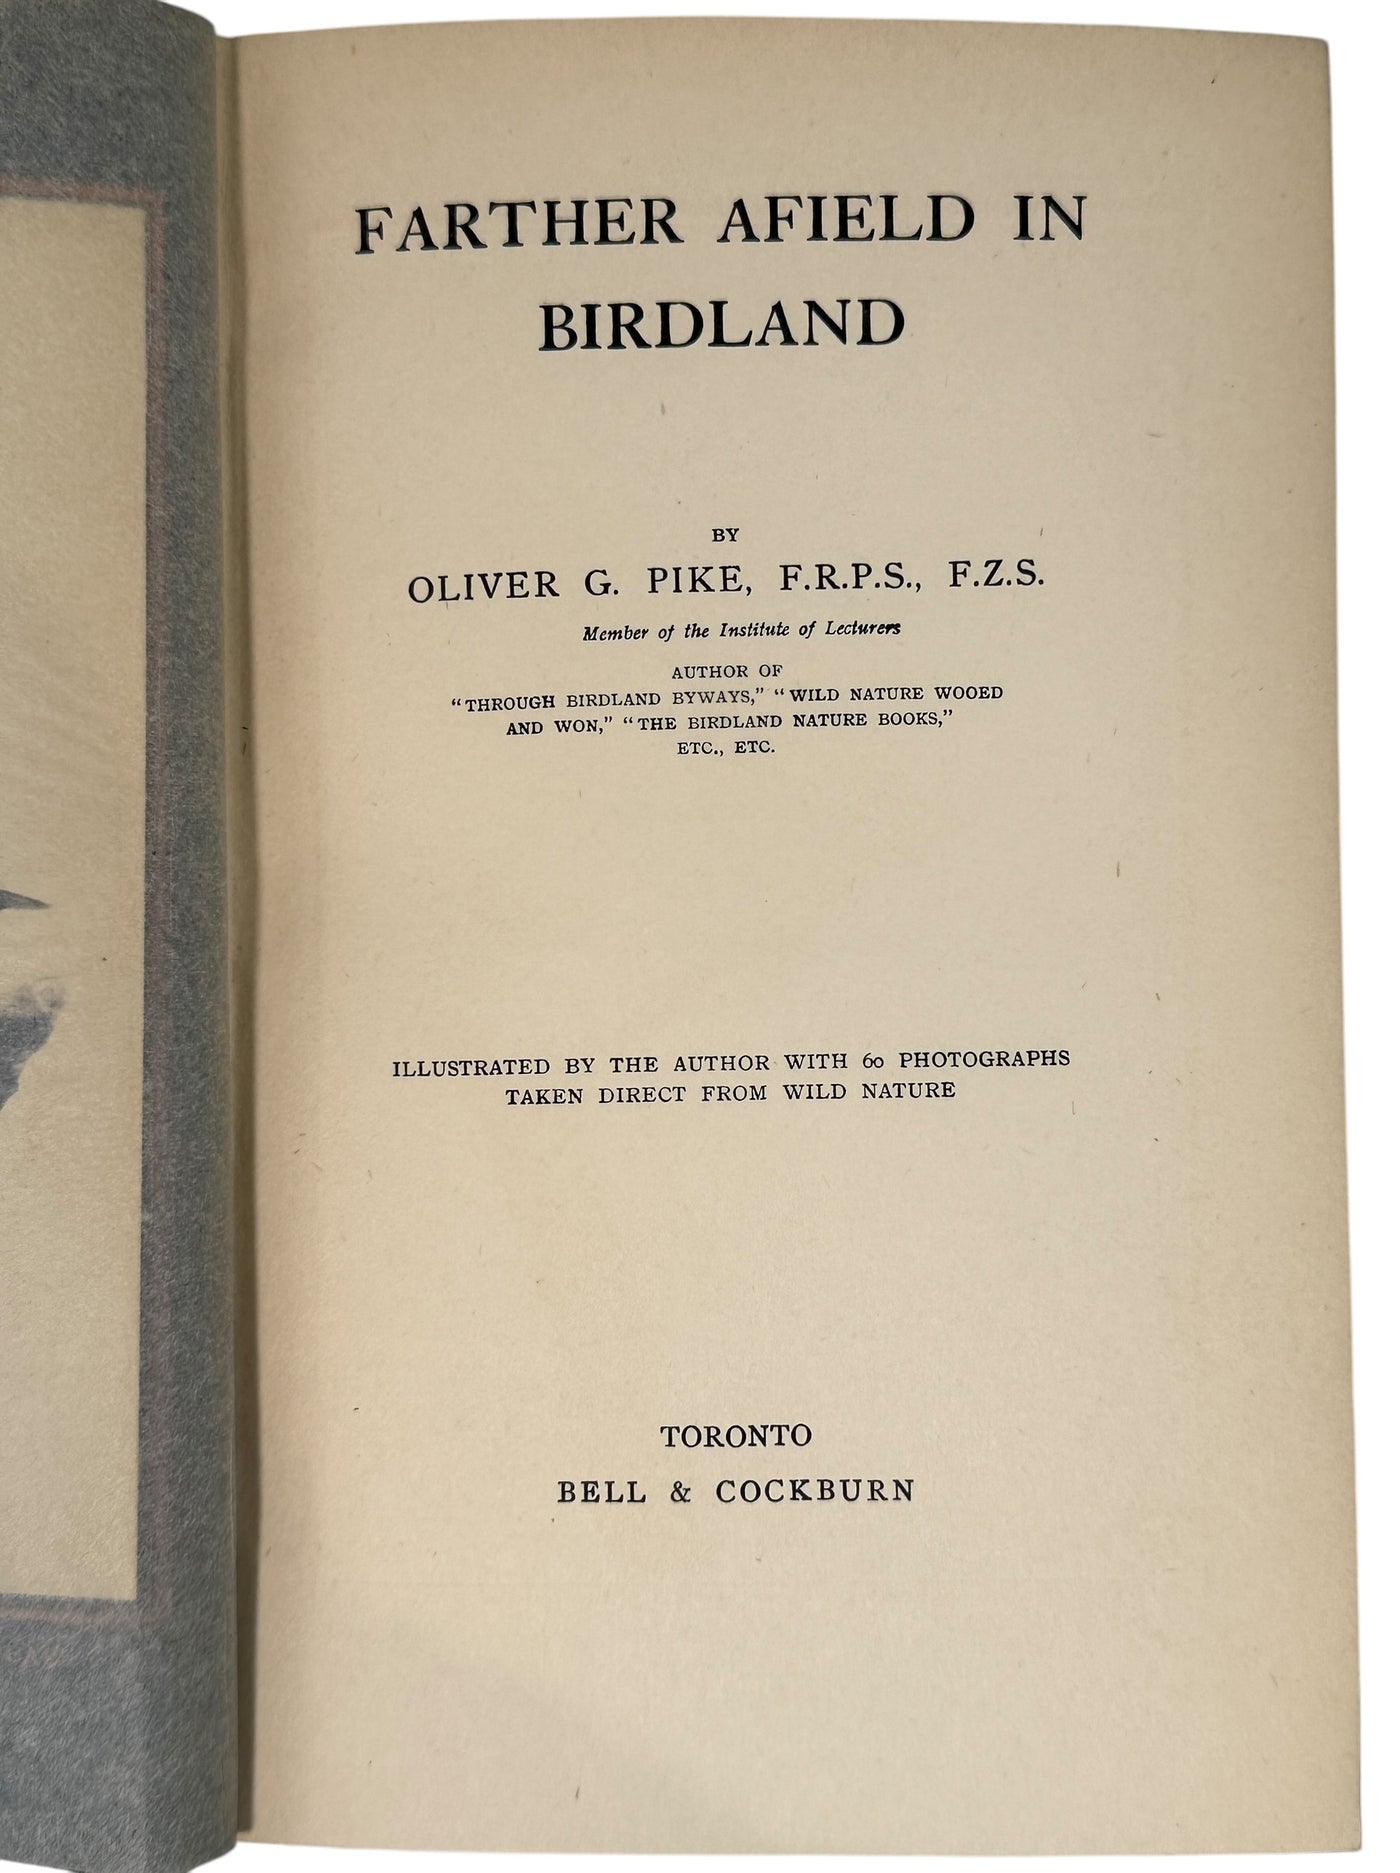 FARTHER AFIELD IN
BIRDLAND
BY
OLIVER G. PIKE, F.R.P.S., F.Z.S.
Member of the Institute of Lecturers
AUTHOR OF
“THROUGH BIRDLAND BYWAYS,” “WILD NATURE WOOED
AND WON,” “THE BIRDLAND NATURE BOOKS,”
ETC., ETC.
ILLUSTRATED BY THE AUTHOR WITH 60 PHOTOGRAPHS
TAKEN DIRECT FROM WILD NATURE
TORONTO
BELL & COCKBURN